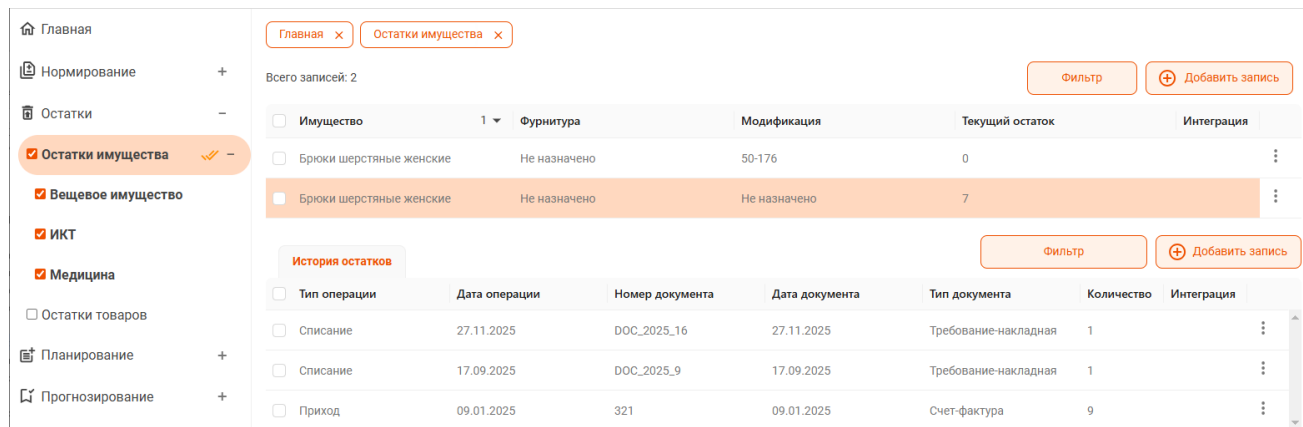 Главная
Нормирование +
Остатки −
Остатки имущества −
Вещевое имущество
ИКТ
Медицина
Остатки товаров
Планирование +
Прогнозирование +
Главная × Остатки имущества ×
Всего записей: 2 Фильтр Добавить запись
Имущество 1 Фурнитура Модификация Текущий остаток Интеграция
Брюки шерстяные женские Не назначено 50-176 0
Брюки шерстяные женские Не назначено Не назначено 7
История остатков Фильтр Добавить запись
Тип операции Дата операции Номер документа Дата документа Тип документа Количество Интеграция
Списание 27.11.2025 DOC_2025_16 27.11.2025 Требование-накладная 1
Списание 17.09.2025 DOC_2025_9 17.09.2025 Требование-накладная 1
Приход 09.01.2025 321 09.01.2025 Счет-фактура 9